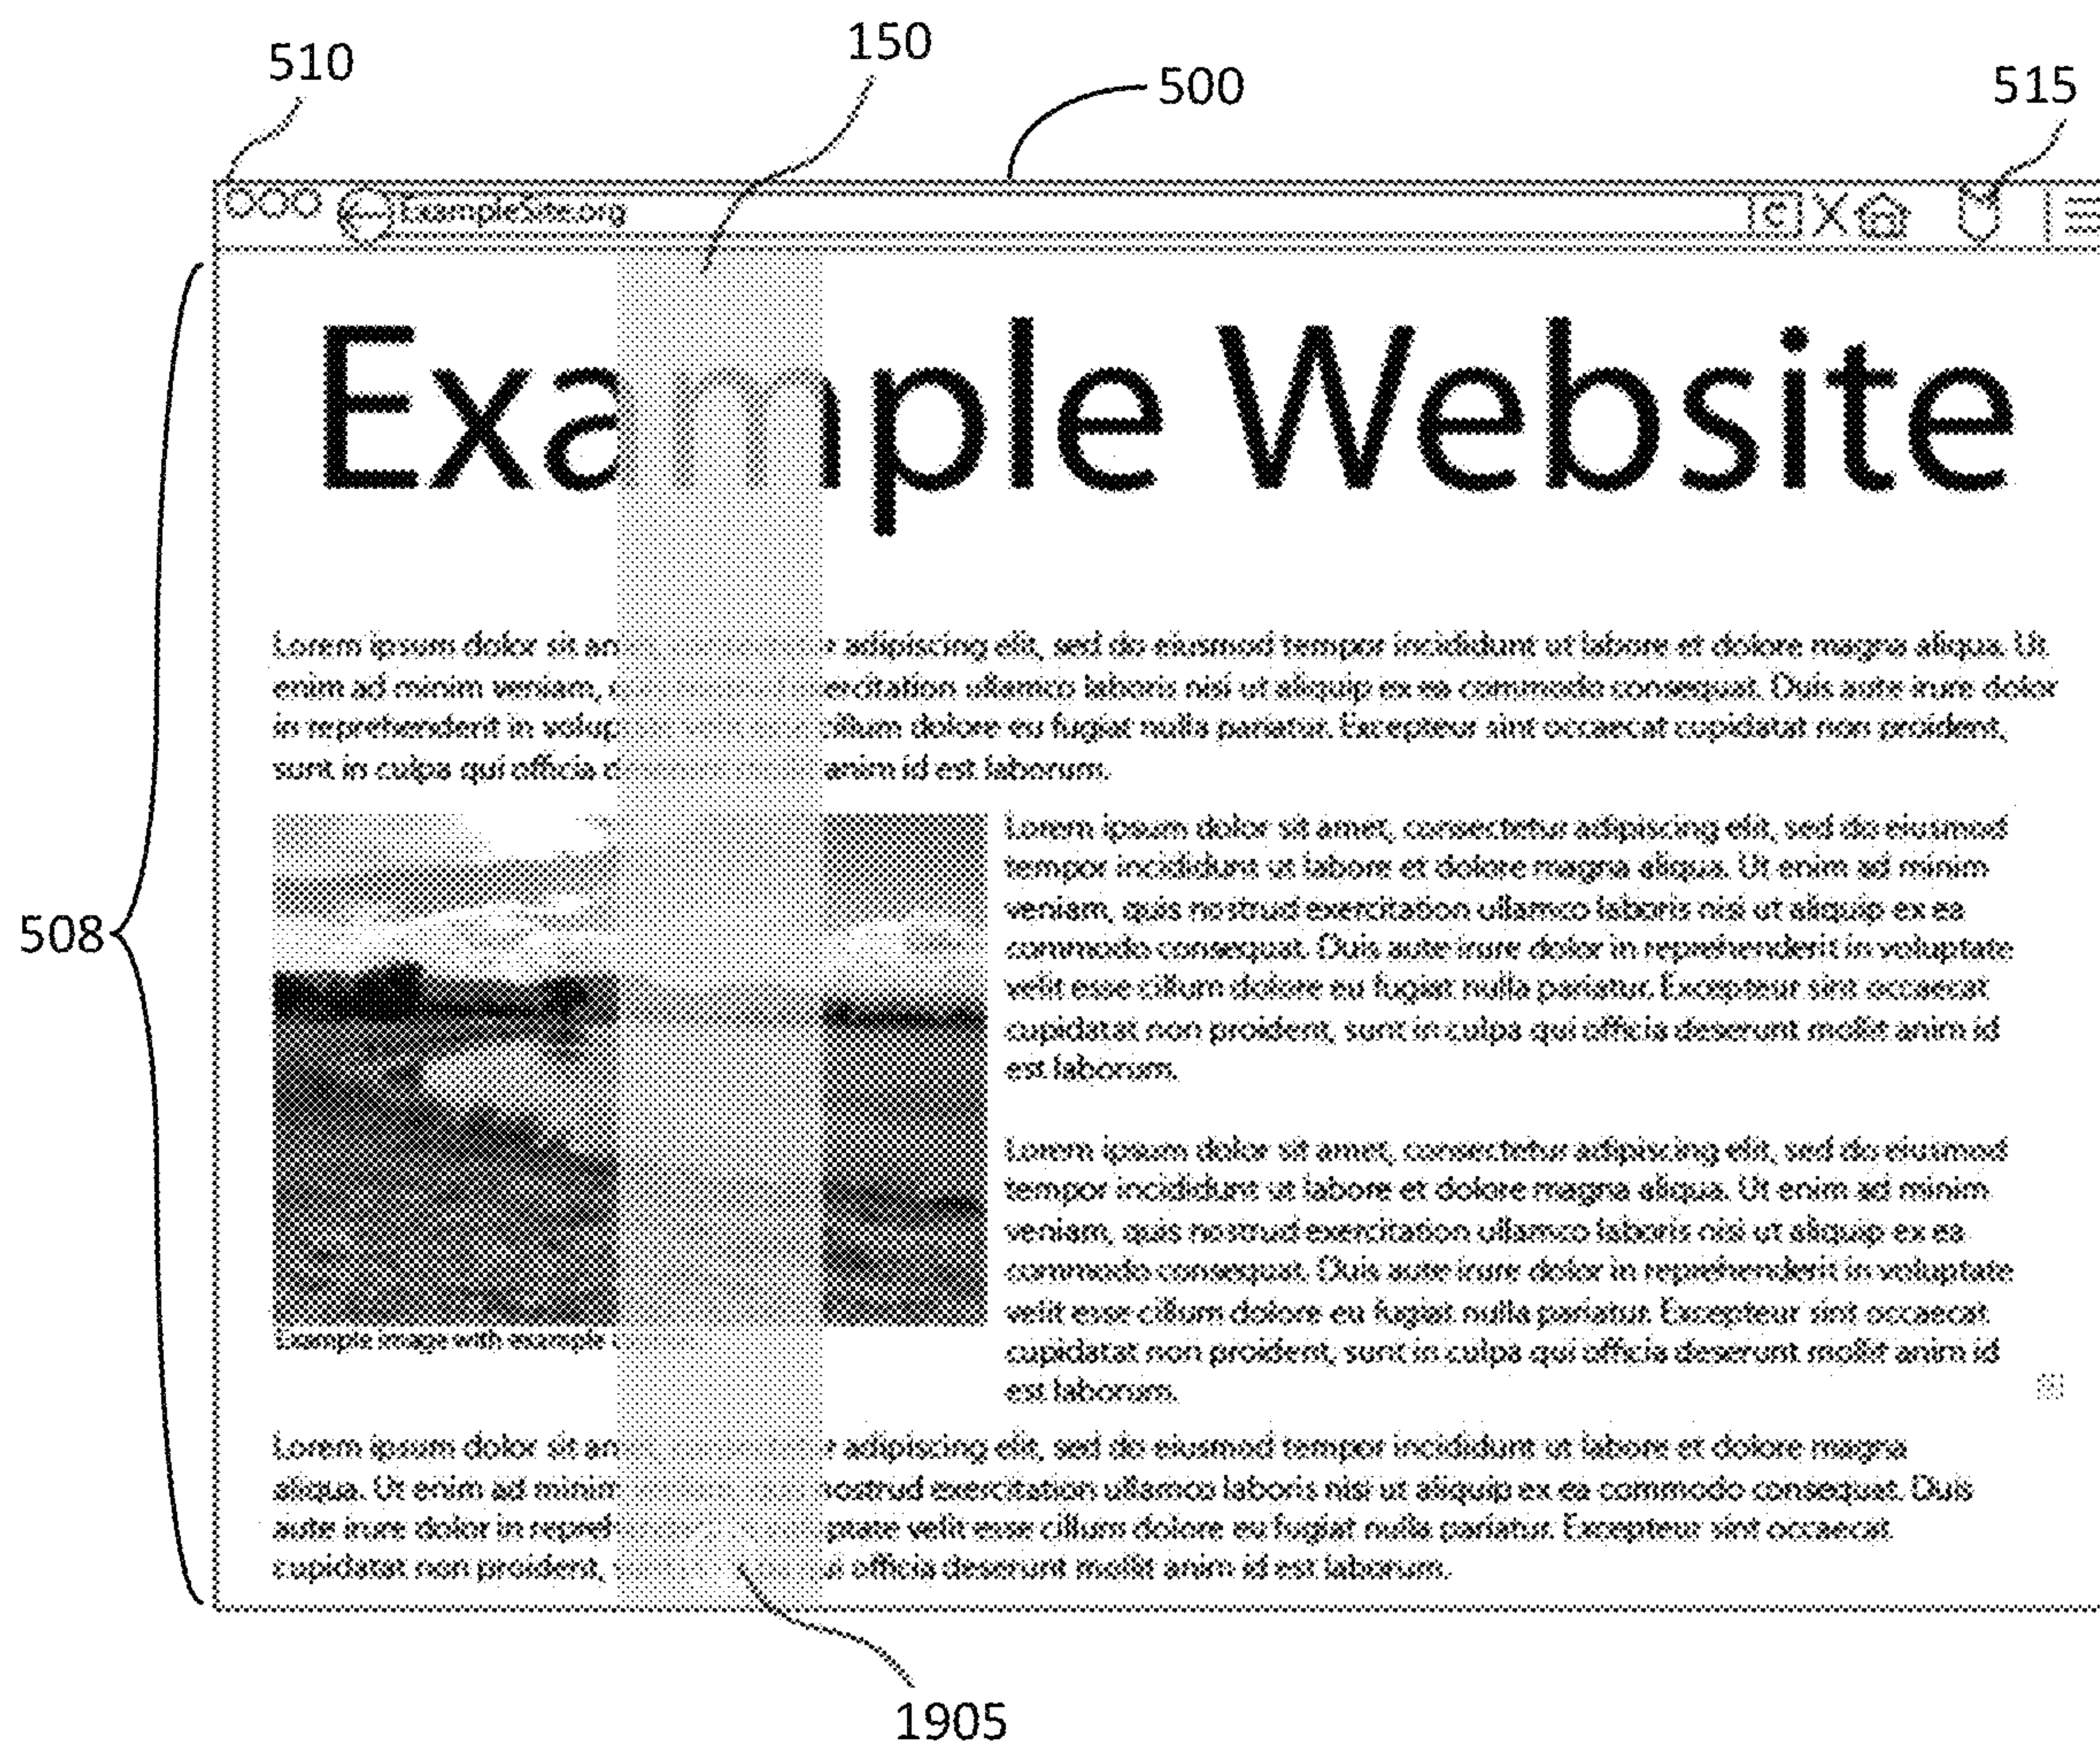 510
150
500
515
ExampleSite.org
C X
Example Website
Lorem ipsum dolor sit am r adipiscing elit, sed do eiusmod tempor incididunt ut labore et dolore magna aliqua. Ut
enim ad minim veniam, ercitation ullamco laboris nisi ut aliquip ex ea commodo consequat. Duis aute irure dolor
in reprehenderit in volup cillum dolore eu fugiat nulla pariatur. Excepteur sint occaecat cupidatat non proident,
sunt in culpa qui officia anim id est laborum.
Lorem ipsum dolor sit amet, consectetur adipiscing elit, sed do eiusmod
tempor incididunt ut labore et dolore magna aliqua. Ut enim ad minim
veniam, quis nostrud exercitation ullamco laboris nisi ut aliquip ex ea
commodo consequat. Duis aute irure dolor in reprehenderit in voluptate
velit esse cillum dolore eu fugiat nulla pariatur. Excepteur sint occaecat
cupidatat non proident, sunt in culpa qui officia deserunt mollit anim id
est laborum.
508
Lorem ipsum dolor sit amet, consectetur adipiscing elit, sed do eiusmod
tempor incididunt ut labore et dolore magna aliqua. Ut enim ad minim
veniam, quis nostrud exercitation ullamco laboris nisi ut aliquip ex ea
commodo consequat. Duis aute irure dolor in reprehenderit in voluptate
velit esse cillum dolore eu fugiat nulla pariatur. Excepteur sint occaecat
cupidatat non proident, sunt in culpa qui officia deserunt mollit anim id
est laborum.
Example image with example
Lorem ipsum dolor sit am r adipiscing elit, sed do eiusmod tempor incididunt ut labore et dolore magna
aliqua. Ut enim ad minim nostrud exercitation ullamco laboris nisi ut aliquip ex ea commodo consequat. Duis
aute irure dolor in repreh ptate velit esse cillum dolore eu fugiat nulla pariatur. Excepteur sint occaecat
cupidatat non proident, ui officia deserunt mollit anim id est laborum.
1905